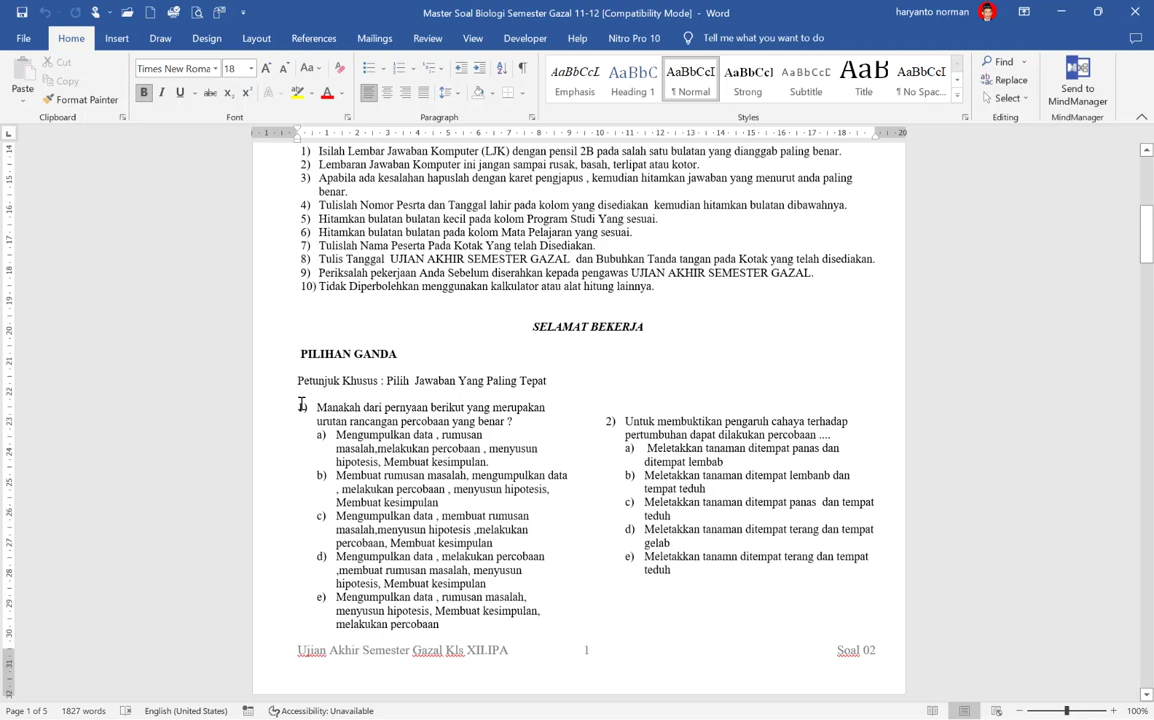 Master Soal Biologi Semester Gazal 11-12 [Compatibility Mode] - Word
haryanto norman
File Home Insert Draw Design Layout References Mailings Review View Developer Help Nitro Pro 10 Tell me what you want to do
Paste
Cut
Copy
Format Painter
Clipboard
Times New Roma 18
Font
Paragraph
AaBbCcL Emphasis
AaBbC Heading 1
AaBbCcI ¶ Normal
AaBbCcl Strong
AaBbCcL Subtitle
AaB Title
AaBbCcI ¶ No Spac...
Styles
Find
Replace
Select
Editing
Send to
MindManager
MindManager
1) Isilah Lembar Jawaban Komputer (LJK) dengan pensil 2B pada salah satu bulatan yang dianggab paling benar.
2) Lembaran Jawaban Komputer ini jangan sampai rusak, basah, terlipat atau kotor.
3) Apabila ada kesalahan hapuslah dengan karet pengjapus , kemudian hitamkan jawaban yang menurut anda paling
benar.
4) Tulislah Nomor Pesrta dan Tanggal lahir pada kolom yang disediakan kemudian hitamkan bulatan dibawahnya.
5) Hitamkan bulatan bulatan kecil pada kolom Program Studi Yang sesuai.
6) Hitamkan bulatan bulatan pada kolom Mata Pelajaran yang sesuai.
7) Tulislah Nama Peserta Pada Kotak Yang telah Disediakan.
8) Tulis Tanggal UJIAN AKHIR SEMESTER GAZAL dan Bubuhkan Tanda tangan pada Kotak yang telah disediakan.
9) Periksalah pekerjaan Anda Sebelum diserahkan kepada pengawas UJIAN AKHIR SEMESTER GAZAL.
10) Tidak Diperbolehkan menggunakan kalkulator atau alat hitung lainnya.
SELAMAT BEKERJA
PILIHAN GANDA
Petunjuk Khusus : Pilih Jawaban Yang Paling Tepat
1) Manakah dari pernyaan berikut yang merupakan
urutan rancangan percobaan yang benar ?
a) Mengumpulkan data , rumusan
masalah,melakukan percobaan , menyusun
hipotesis, Membuat kesimpulan.
b) Membuat rumusan masalah, mengumpulkan data
, melakukan percobaan , menyusun hipotesis,
Membuat kesimpulan
c) Mengumpulkan data , membuat rumusan
masalah,menyusun hipotesis ,melakukan
percobaan, Membuat kesimpulan
d) Mengumpulkan data , melakukan percobaan
,membuat rumusan masalah, menyusun
hipotesis, Membuat kesimpulan
e) Mengumpulkan data , rumusan masalah,
menyusun hipotesis, Membuat kesimpulan,
melakukan percobaan
2) Untuk membuktikan pengaruh cahaya terhadap
pertumbuhan dapat dilakukan percobaan ....
a) Meletakkan tanaman ditempat panas dan
ditempat lembab
b) Meletakkan tanaman ditempat lembanb dan
tempat teduh
c) Meletakkan tanaman ditempat panas dan tempat
teduh
d) Meletakkan tanaman ditempat terang dan tempat
gelab
e) Meletakkan tanamn ditempat terang dan tempat
teduh
Ujian Akhir Semester Gazal Kls XII.IPA 1 Soal 02
Page 1 of 5 1827 words English (United States) Accessibility: Unavailable 100%